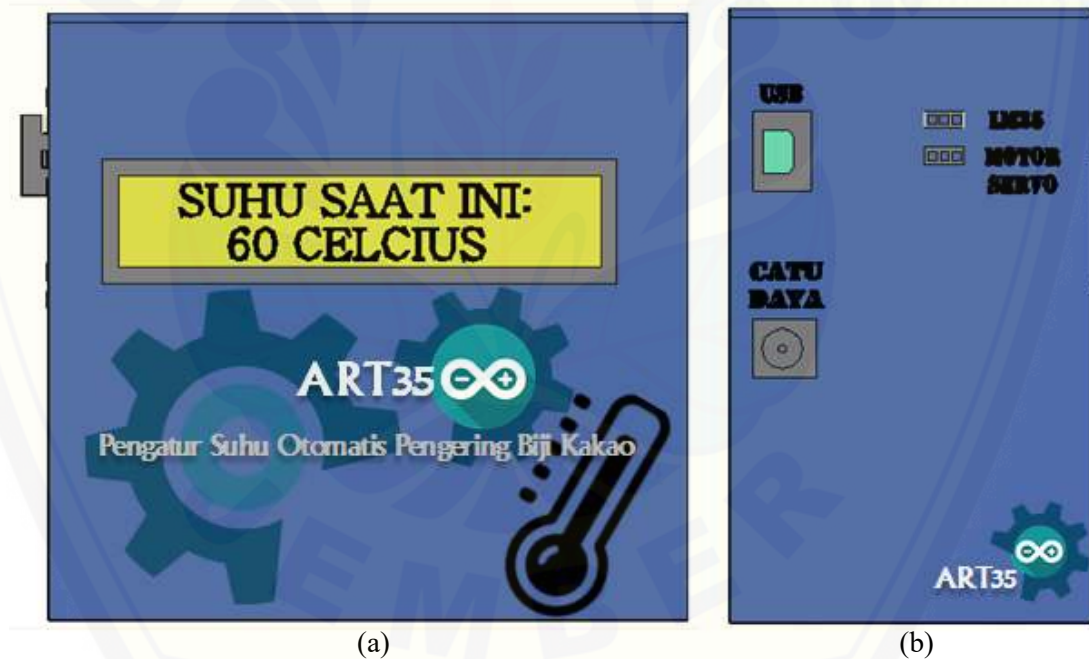 SUHU SAAT INI:
60 CELCIUS
ART35
Pengatur Suhu Otomatis Pengering Biji Kakao
(a)
USB
LM35
MOTOR
SERVO
CATU
DAYA
ART35
(b)
EMBER